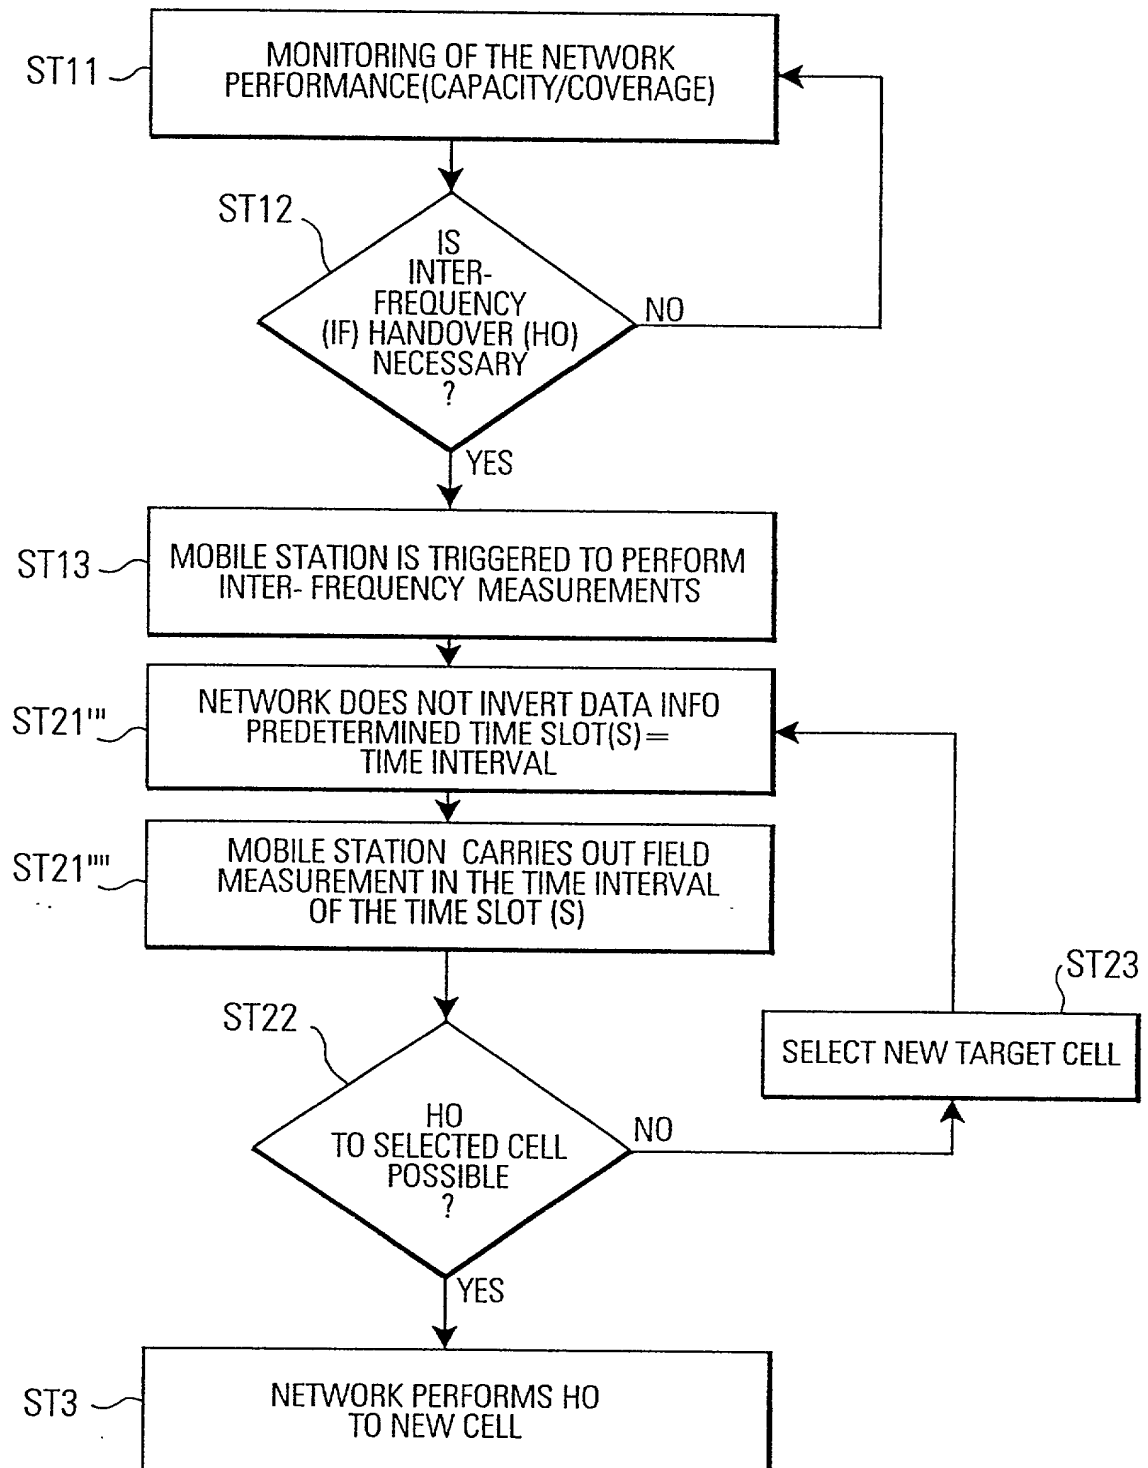 ST11
MONITORING OF THE NETWORK
PERFORMANCE(CAPACITY/COVERAGE)
ST12
IS
INTER-
FREQUENCY
(IF) HANDOVER (HO)
NECESSARY
?
NO
YES
ST13
MOBILE STATION IS TRIGGERED TO PERFORM
INTER- FREQUENCY MEASUREMENTS
ST21'''
NETWORK DOES NOT INVERT DATA INFO
PREDETERMINED TIME SLOT(S)=
TIME INTERVAL
ST21''''
MOBILE STATION CARRIES OUT FIELD
MEASUREMENT IN THE TIME INTERVAL
OF THE TIME SLOT (S)
ST23
SELECT NEW TARGET CELL
ST22
HO
TO SELECTED CELL
POSSIBLE
?
NO
YES
ST3
NETWORK PERFORMS HO
TO NEW CELL